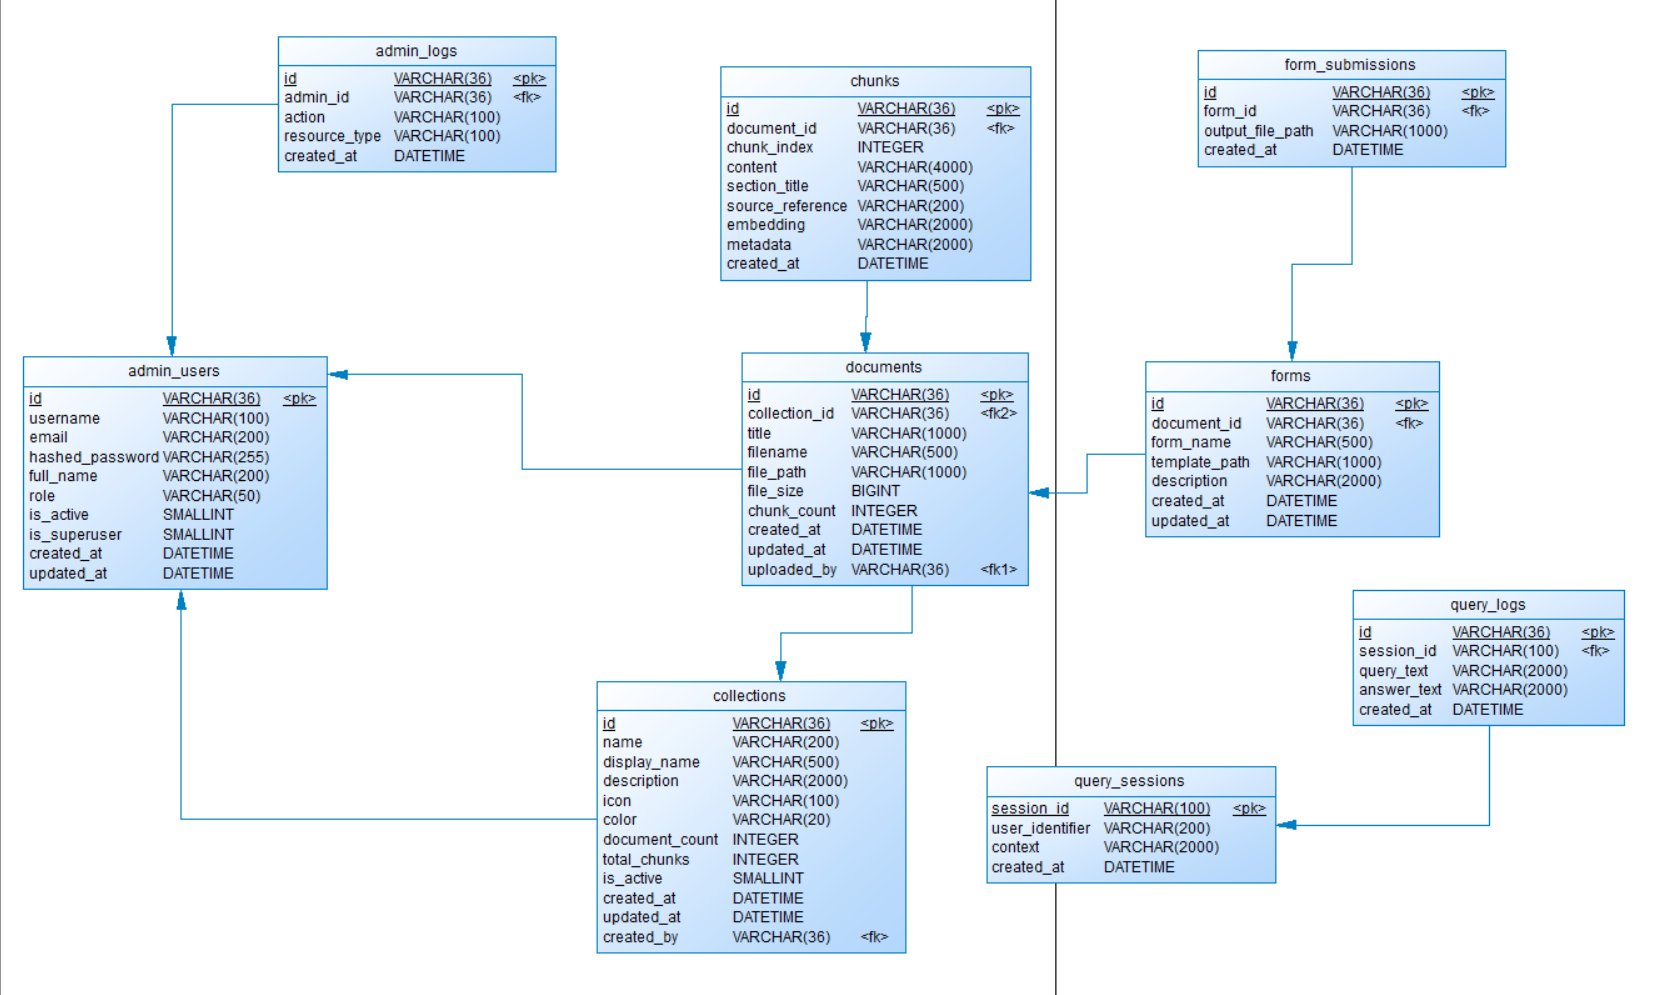 admin_logs
id VARCHAR(36) <pk>
admin_id VARCHAR(36) <fk>
action VARCHAR(100)
resource_type VARCHAR(100)
created_at DATETIME
chunks
id VARCHAR(36) <pk>
document_id VARCHAR(36) <fk>
chunk_index INTEGER
content VARCHAR(4000)
section_title VARCHAR(500)
source_reference VARCHAR(200)
embedding VARCHAR(2000)
metadata VARCHAR(2000)
created_at DATETIME
form_submissions
id VARCHAR(36) <pk>
form_id VARCHAR(36) <fk>
output_file_path VARCHAR(1000)
created_at DATETIME
admin_users
id VARCHAR(36) <pk>
username VARCHAR(100)
email VARCHAR(200)
hashed_password VARCHAR(255)
full_name VARCHAR(200)
role VARCHAR(50)
is_active SMALLINT
is_superuser SMALLINT
created_at DATETIME
updated_at DATETIME
documents
id VARCHAR(36) <pk>
collection_id VARCHAR(36) <fk2>
title VARCHAR(1000)
filename VARCHAR(500)
file_path VARCHAR(1000)
file_size BIGINT
chunk_count INTEGER
created_at DATETIME
updated_at DATETIME
uploaded_by VARCHAR(36) <fk1>
forms
id VARCHAR(36) <pk>
document_id VARCHAR(36) <fk>
form_name VARCHAR(500)
template_path VARCHAR(1000)
description VARCHAR(2000)
created_at DATETIME
updated_at DATETIME
query_logs
id VARCHAR(36) <pk>
session_id VARCHAR(100) <fk>
query_text VARCHAR(2000)
answer_text VARCHAR(2000)
created_at DATETIME
collections
id VARCHAR(36) <pk>
name VARCHAR(200)
display_name VARCHAR(500)
description VARCHAR(2000)
icon VARCHAR(100)
color VARCHAR(20)
document_count INTEGER
total_chunks INTEGER
is_active SMALLINT
created_at DATETIME
updated_at DATETIME
created_by VARCHAR(36) <fk>
query_sessions
session_id VARCHAR(100) <pk>
user_identifier VARCHAR(200)
context VARCHAR(2000)
created_at DATETIME